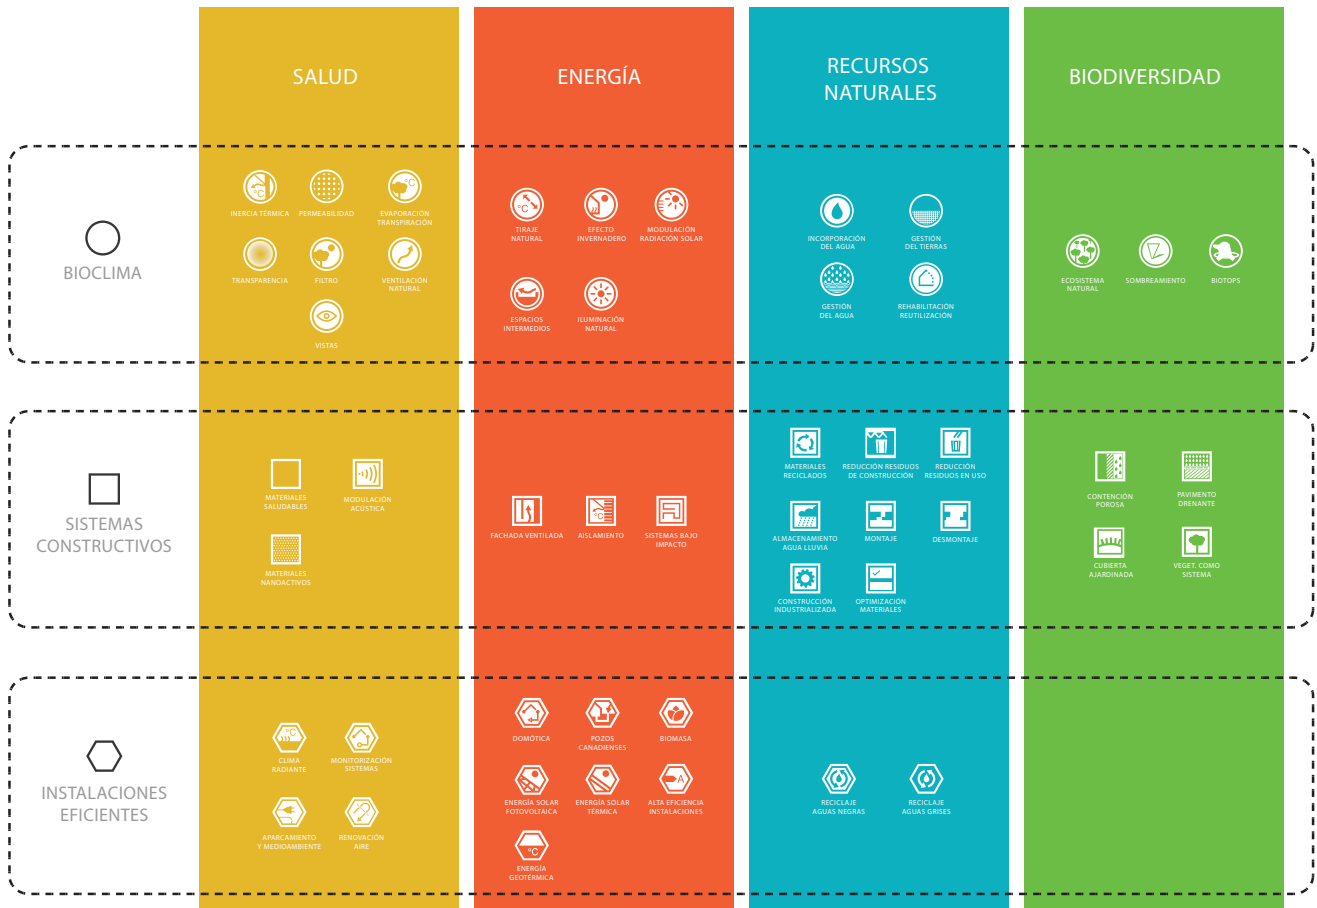 SALUD
ENERGÍA
RECURSOS
NATURALES
BIODIVERSIDAD
BIOCLIMA
°C
INERCIA TÉRMICA
PERMEABILIDAD
°C
EVAPORACIÓN
TRANSPIRACIÓN
TRANSPARENCIA
FILTRO
VENTILACIÓN
NATURAL
VISTAS
°C
TIRAJE
NATURAL
EFECTO
INVERNADERO
MODULACIÓN
RADIACIÓN SOLAR
ESPACIOS
INTERMEDIOS
ILUMINACIÓN
NATURAL
INCORPORACIÓN
DEL AGUA
GESTIÓN
DEL TIERRAS
GESTIÓN
DEL AGUA
REHABILITACIÓN
REUTILIZACIÓN
ECOSISTEMA
NATURAL
SOMBREAMIENTO
BIOTOPS
SISTEMAS
CONSTRUCTIVOS
MATERIALES
SALUDABLES
MODULACIÓN
ACÚSTICA
MATERIALES
NANOACTIVOS
FACHADA VENTILADA
°C
AISLAMIENTO
SISTEMAS BAJO
IMPACTO
MATERIALES
RECICLADOS
REDUCCIÓN RESIDUOS
DE CONSTRUCCIÓN
REDUCCIÓN
RESIDUOS EN USO
ALMACENAMIENTO
AGUA LLUVIA
MONTAJE
DESMONTAJE
CONSTRUCCIÓN
INDUSTRIALIZADA
OPTIMIZACIÓN
MATERIALES
CONTENCIÓN
POROSA
PAVIMENTO
DRENANTE
CUBIERTA
AJARDINADA
VEGET. COMO
SISTEMA
INSTALACIONES
EFICIENTES
°C
CLIMA
RADIANTE
MONITORIZACIÓN
SISTEMAS
APARCAMIENTO
Y MEDIOAMBIENTE
RENOVACIÓN
AIRE
DOMÓTICA
POZOS
CANADIENSES
BIOMASA
ENERGÍA SOLAR
FOTOVOLTAICA
ENERGÍA SOLAR
TÉRMICA
A
ALTA EFICIENCIA
INSTALACIONES
°C
ENERGÍA
GEOTÉRMICA
RECICLAJE
AGUAS NEGRAS
RECICLAJE
AGUAS GRISES